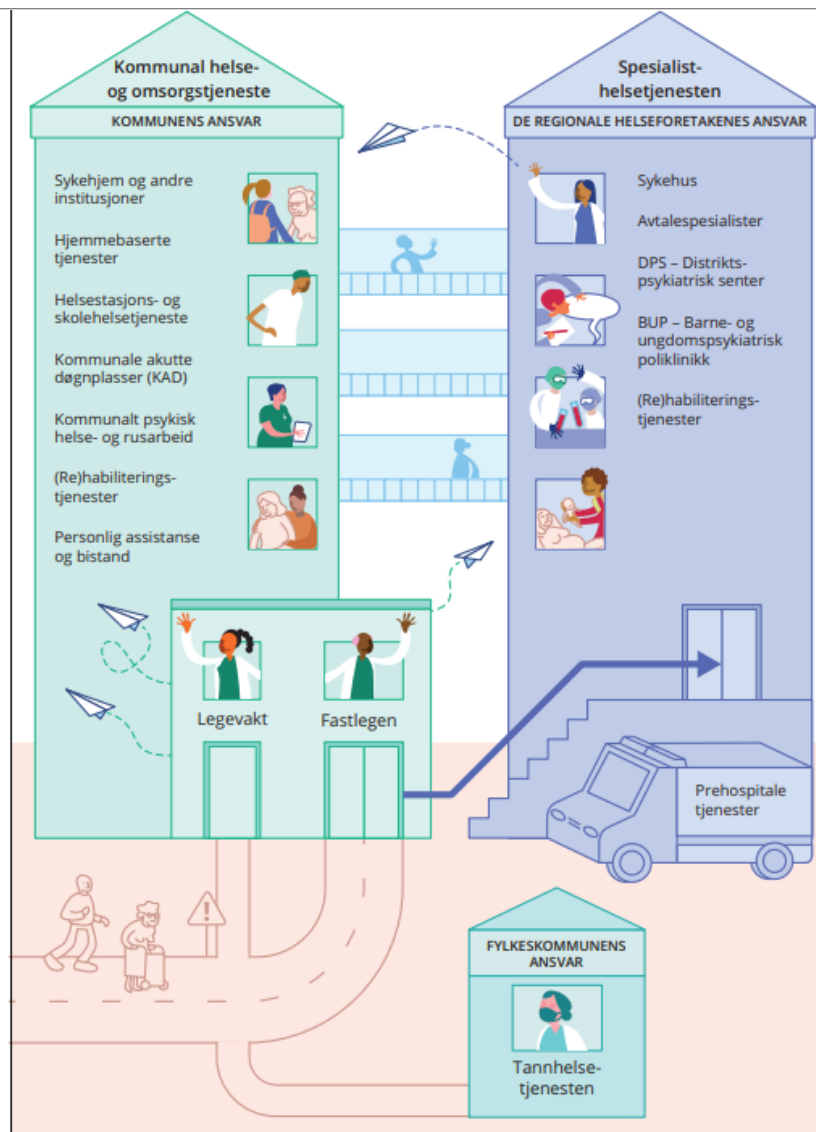 Kommunal helse-
og omsorgstjeneste
KOMMUNENS ANSVAR
Sykehjem og andre
institusjoner
Hjemmebaserte
tjenester
Helsestasjons- og
skolehelsetjeneste
Kommunale akutte
døgnplasser (KAD)
Kommunalt psykisk
helse- og rusarbeid
(Re)habiliterings-
tjenester
Personlig assistanse
og bistand
Legevakt
Fastlegen
Spesialist-
helsetjenesten
DE REGIONALE HELSEFORETAKENES ANSVAR
Sykehus
Avtalespesialister
DPS – Distrikts-
psykiatrisk senter
BUP – Barne- og
ungdomspsykiatrisk
poliklinikk
(Re)habiliterings-
tjenester
Prehospitale
tjenester
FYLKESKOMMUNENS
ANSVAR
Tannhelse-
tjenesten